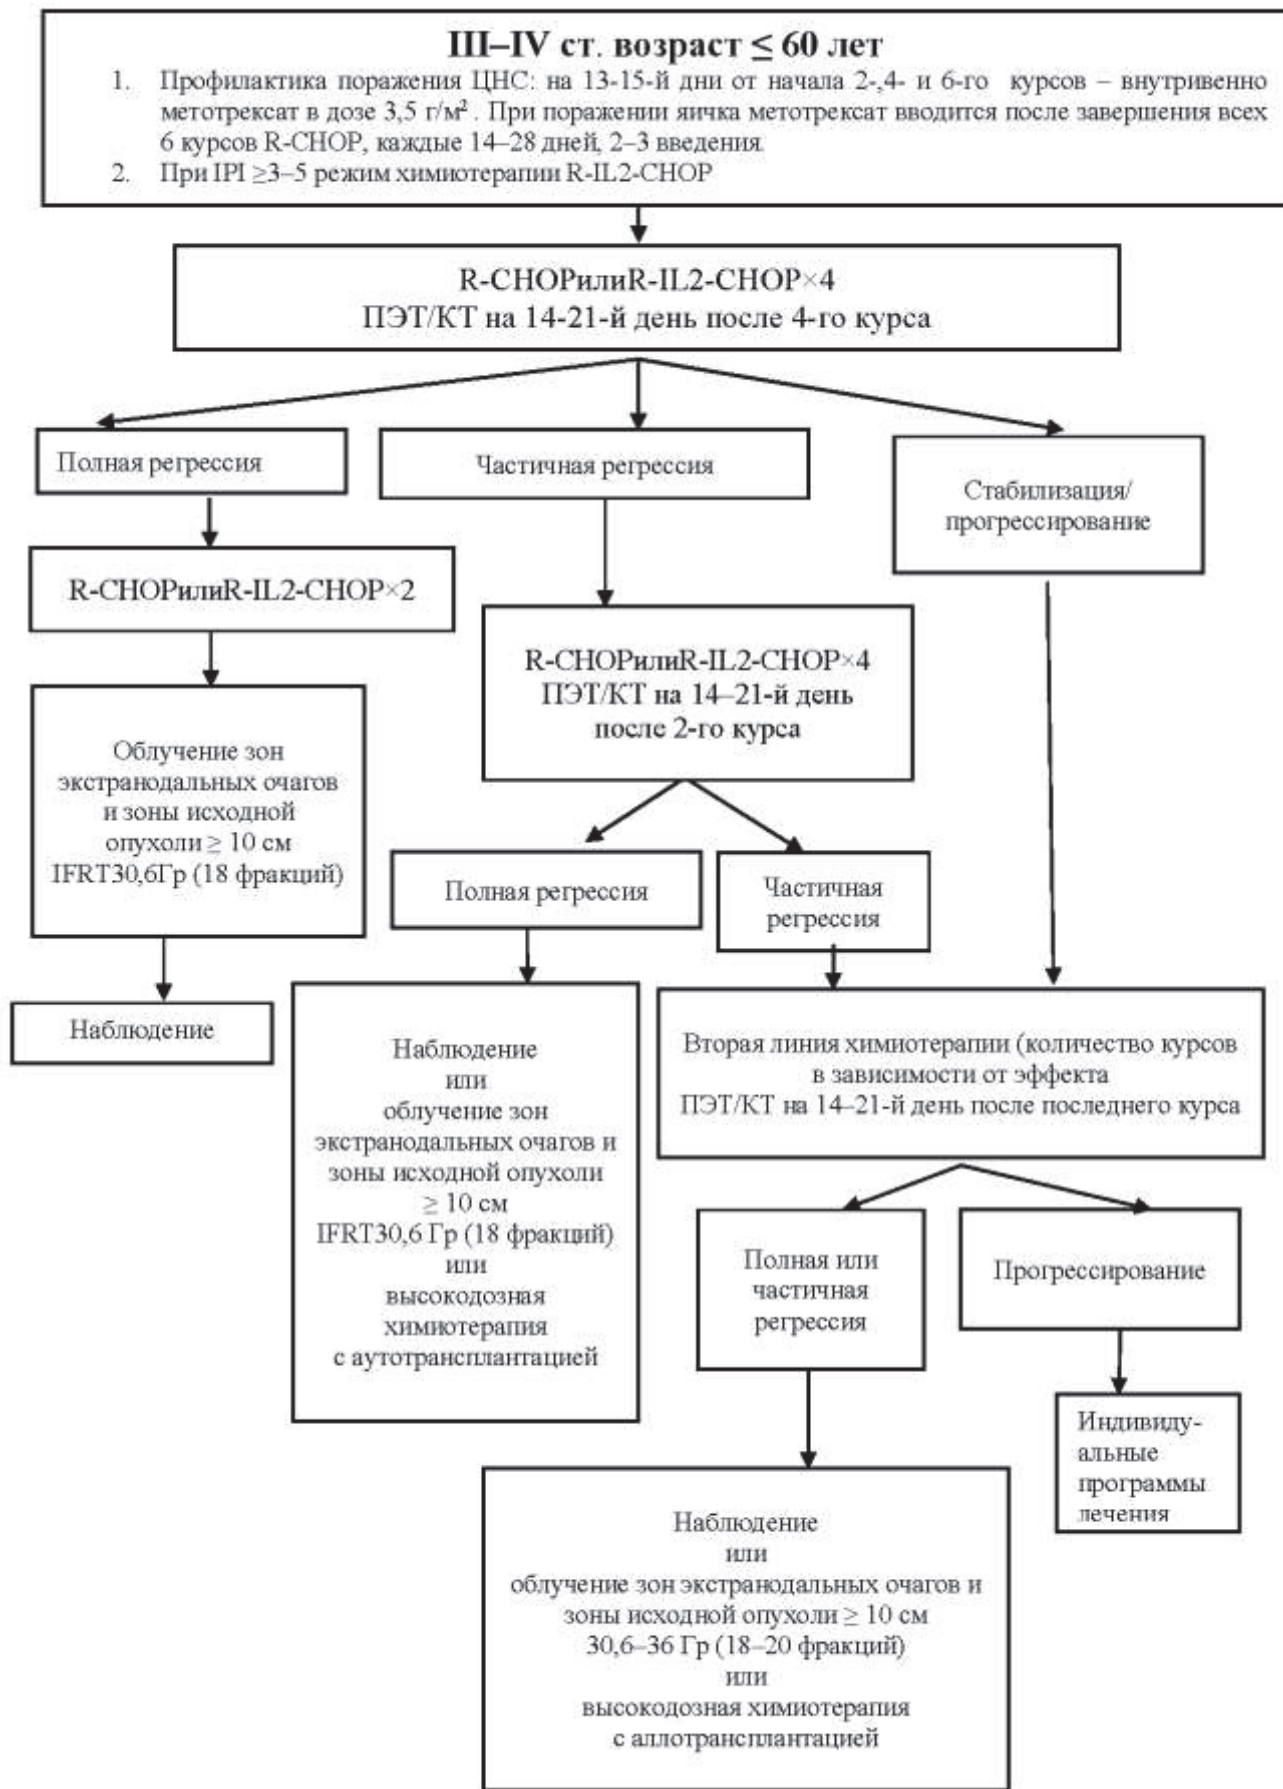 III–IV ст. возраст ≤ 60 лет
1. Профилактика поражения ЦНС: на 13-15-й дни от начала 2-,4- и 6-го курсов – внутривенно
метотрексат в дозе 3,5 г/м². При поражении яичка метотрексат вводится после завершения всех
6 курсов R-CHOP, каждые 14–28 дней, 2–3 введения.
2. При IPI ≥3–5 режим химиотерапии R-IL2-CHOP
R-CHOPилиR-IL2-CHOP×4
ПЭТ/КТ на 14-21-й день после 4-го курса
Полная регрессия
Частичная регрессия
Стабилизация/
прогрессирование
R-CHOPилиR-IL2-CHOP×2
R-CHOPилиR-IL2-CHOP×4
ПЭТ/КТ на 14–21-й день
после 2-го курса
Облучение зон
экстранодальных очагов
и зоны исходной
опухоли ≥ 10 см
IFRT30,6Гр (18 фракций)
Полная регрессия
Частичная
регрессия
Наблюдение
Наблюдение
или
облучение зон
экстранодальных очагов и
зоны исходной опухоли
≥ 10 см
IFRT30,6 Гр (18 фракций)
или
высокодозная
химиотерапия
с аутотрансплантацией
Вторая линия химиотерапии (количество курсов
в зависимости от эффекта
ПЭТ/КТ на 14–21-й день после последнего курса
Полная или
частичная
регрессия
Прогрессирование
Индивиду-
альные
программы
лечения
Наблюдение
или
облучение зон экстранодальных очагов и
зоны исходной опухоли ≥ 10 см
30,6–36 Гр (18–20 фракций)
или
высокодозная химиотерапия
с аллотрансплантацией